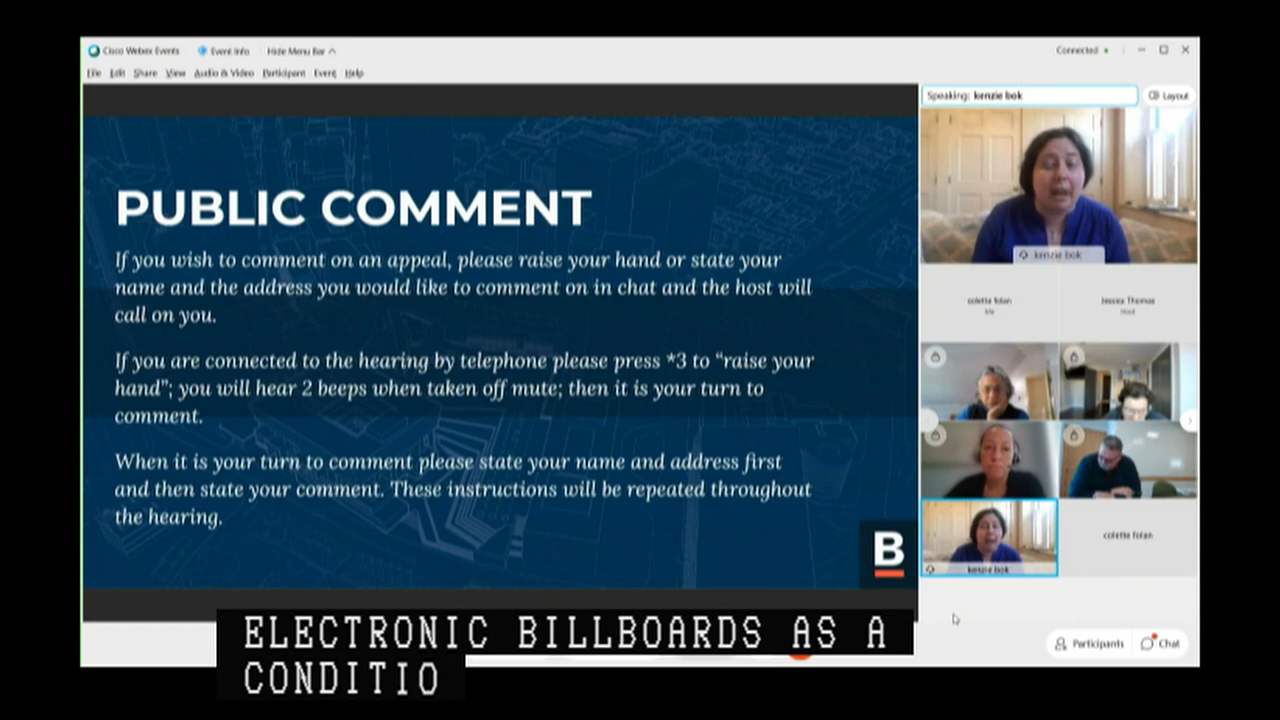 Cisco Webex Events
Event Info
Hide Menu Bar
Connected
File Edit Share View Audio & Video Participant Event Help
Speaking: kenzie bok
Layout
PUBLIC COMMENT
If you wish to comment on an appeal, please raise your hand or state your
name and the address you would like to comment on in chat and the host will
call on you.
If you are connected to the hearing by telephone please press *3 to “raise your
hand”; you will hear 2 beeps when taken off mute; then it is your turn to
comment.
When it is your turn to comment please state your name and address first
and then state your comment. These instructions will be repeated throughout
the hearing.
B
kenzie bok
colette folan
Me
Jessica Thomas
Host
kenzie bok
colette folan
Participants
Chat
ELECTRONIC BILLBOARDS AS A
CONDITIO